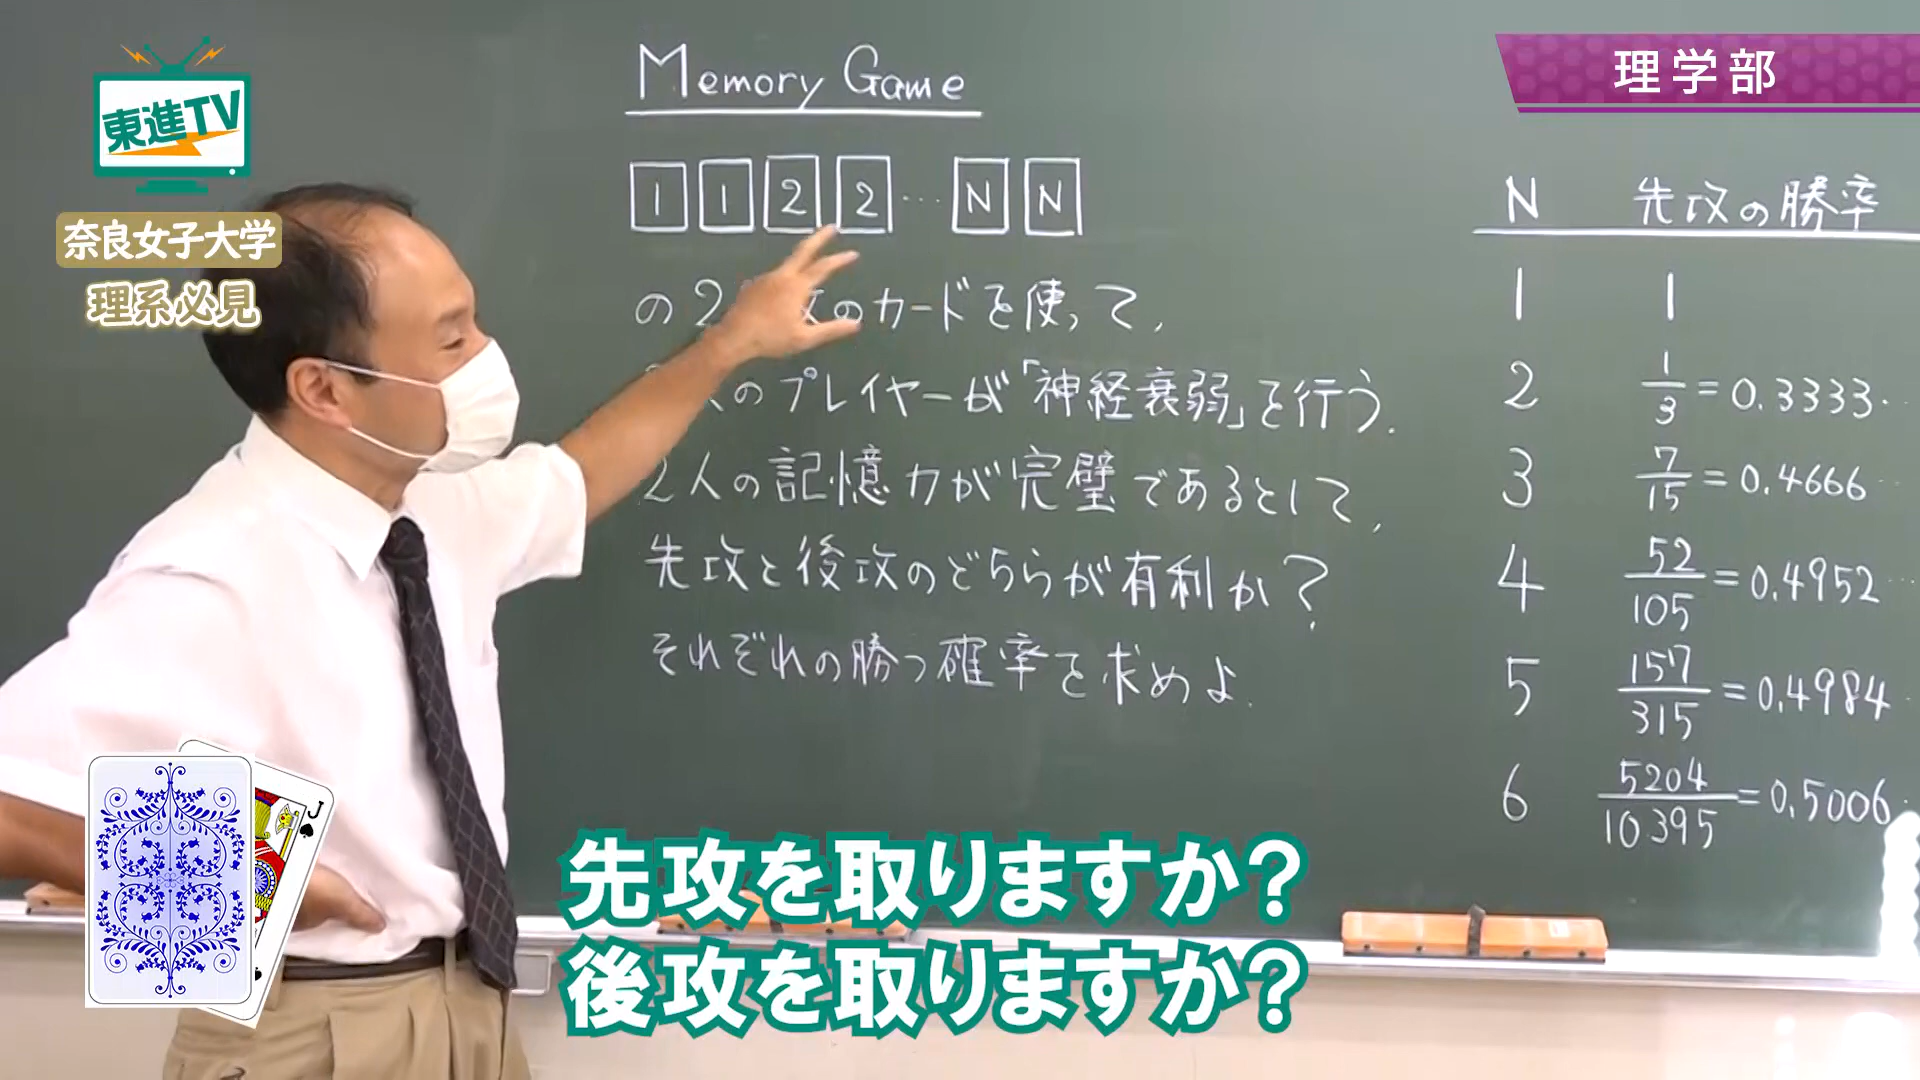 東進TV
奈良女子大学
理系必見
理学部
Memory Game
1 1 2 2 ... N N
の2 枚のカードを使って,
人のプレイヤーが「神経衰弱」を行う.
2人の記憶力が完璧であるとして,
先攻と後攻のどちらが有利か?
それぞれの勝つ確率を求めよ.
N 先攻の勝率
1 1
2 1/3 = 0.3333...
3 7/15 = 0.4666...
4 52/105 = 0.4952...
5 157/315 = 0.4984...
6 5204/10395 = 0.5006...
J
先攻を取りますか?
後攻を取りますか?